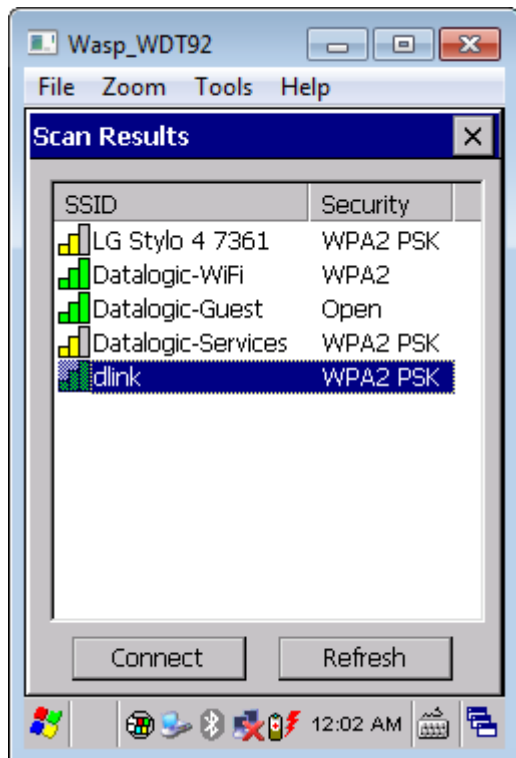 Wasp_WDT92
File Zoom Tools Help
Scan Results
SSID Security
LG Stylo 4 7361 WPA2 PSK
Datalogic-WiFi WPA2
Datalogic-Guest Open
Datalogic-Services WPA2 PSK
dlink WPA2 PSK
Connect Refresh
12:02 AM